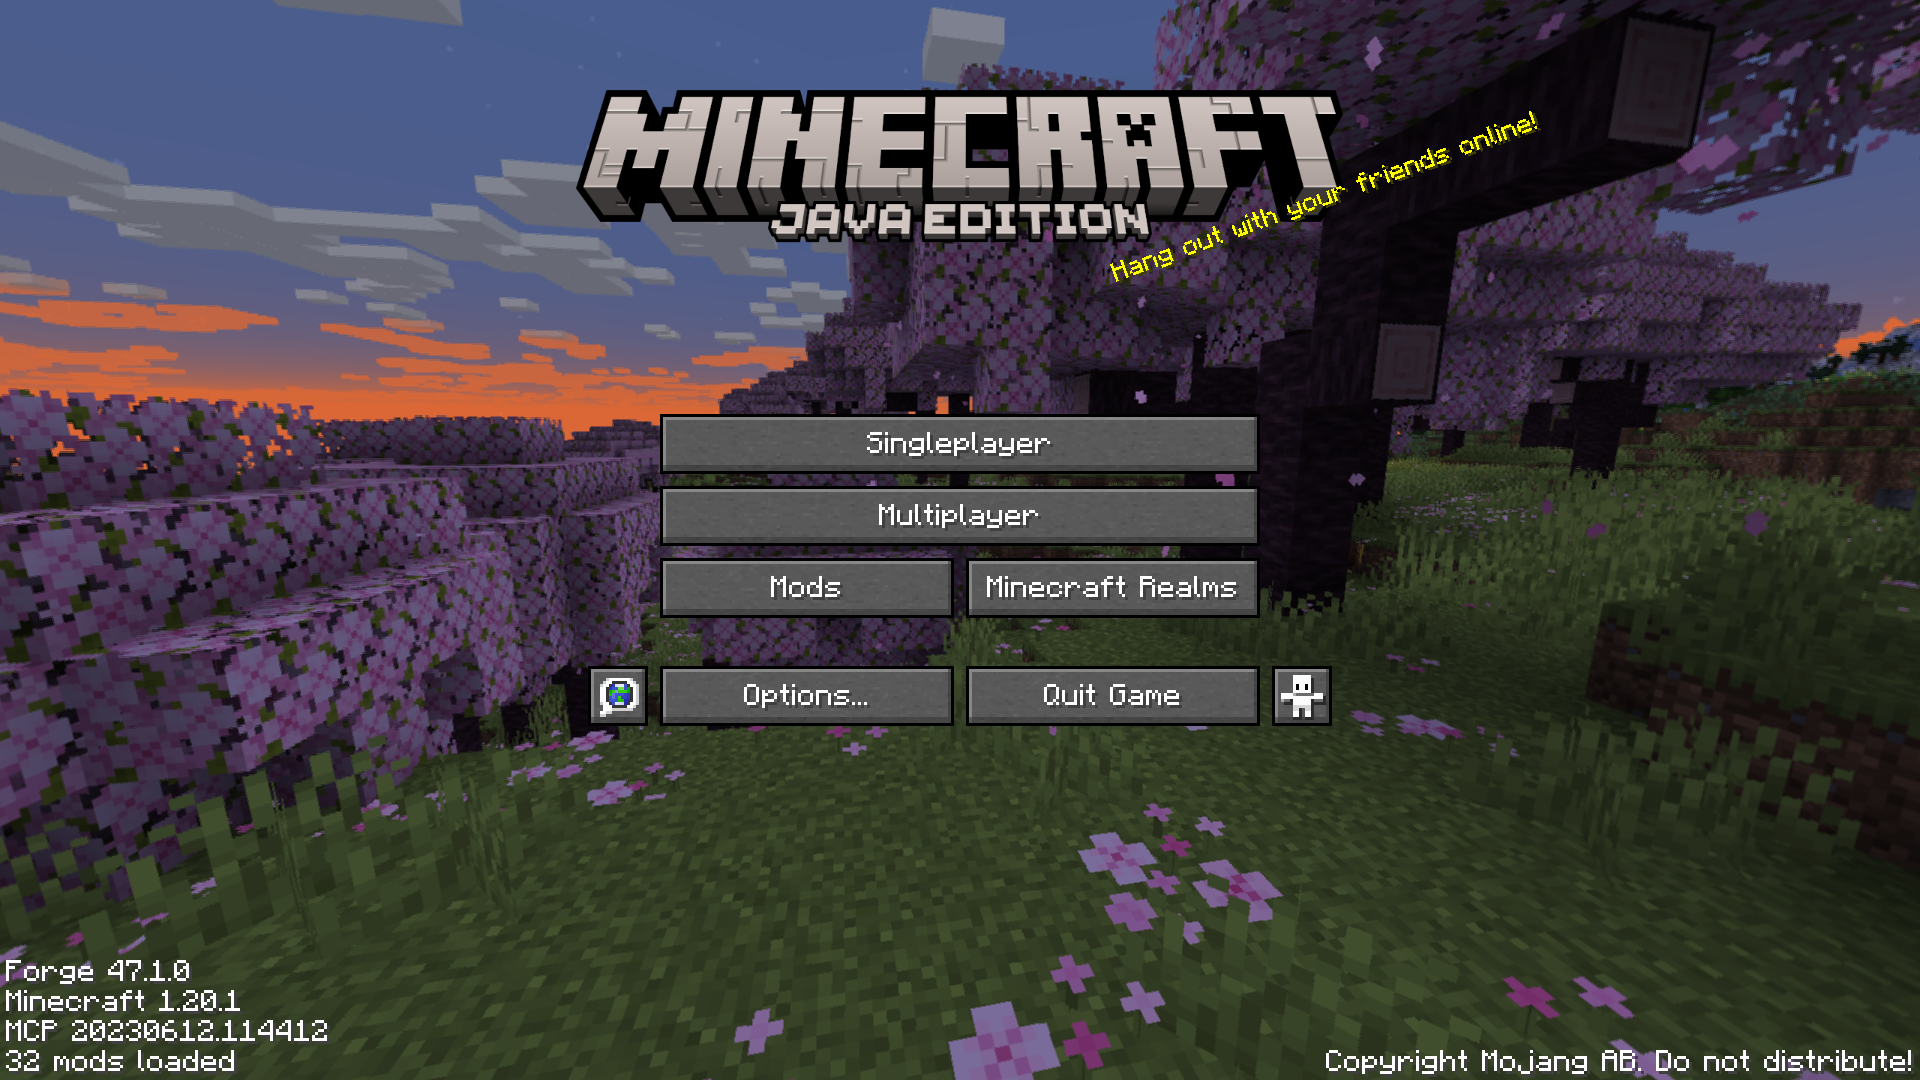 MINECRAFT
JAVA EDITION
Hang out with your friends online!
Singleplayer
Multiplayer
Mods
Minecraft Realms
Options...
Quit Game
Forge 47.1.0
Minecraft 1.20.1
MCP 20230612.114412
32 mods loaded
Copyright Mojang AB. Do not distribute!